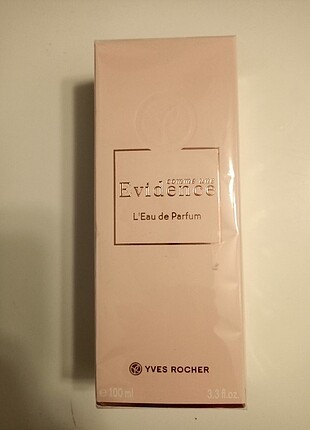 comme une
Evidence
L'Eau de Parfum
YVES ROCHER
e 100 ml
3.3 fl.oz.